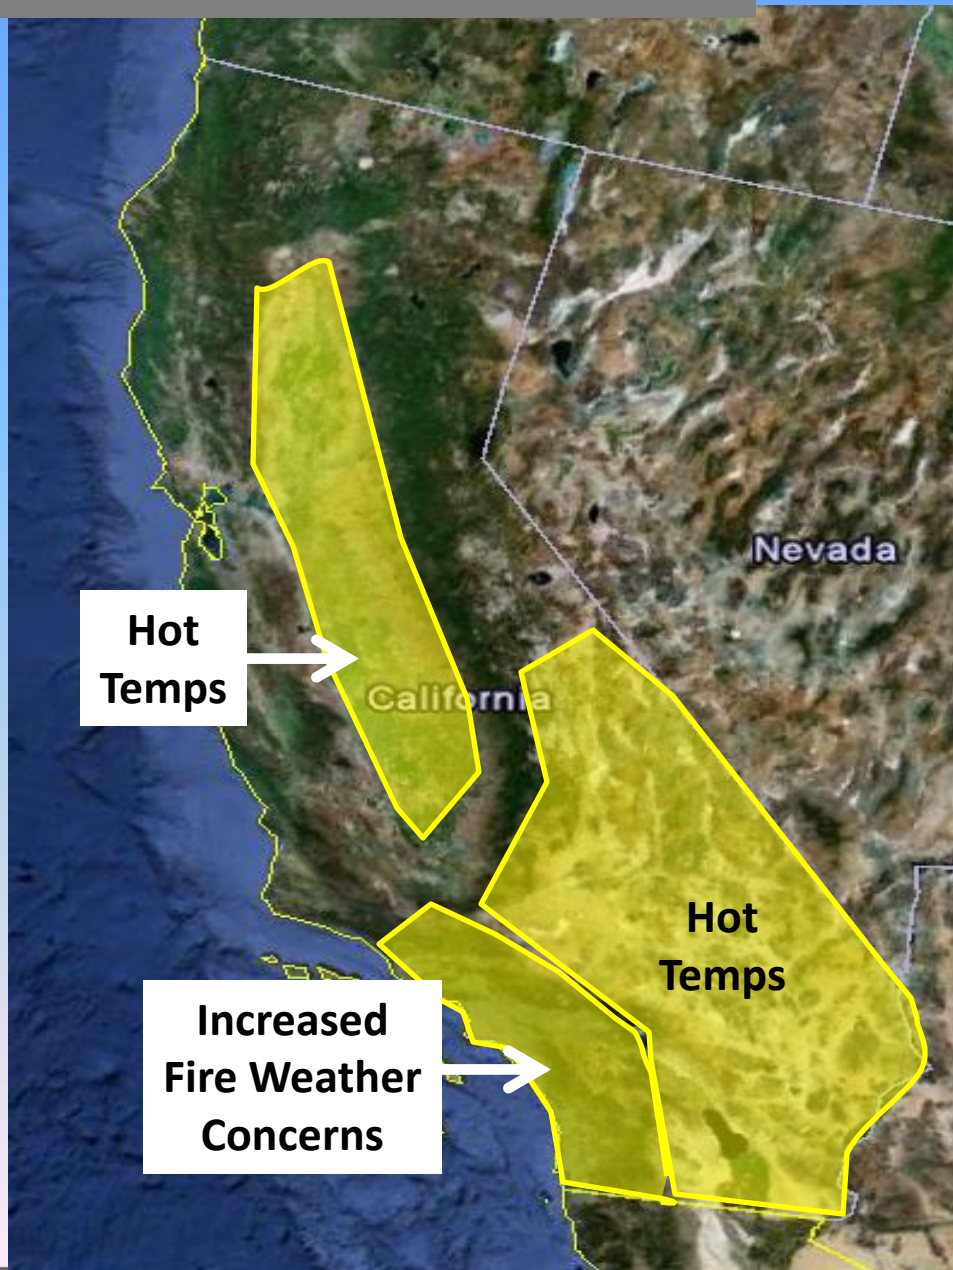 Nevada
Hot
Temps
California
Hot
Temps
Increased
Fire Weather
Concerns